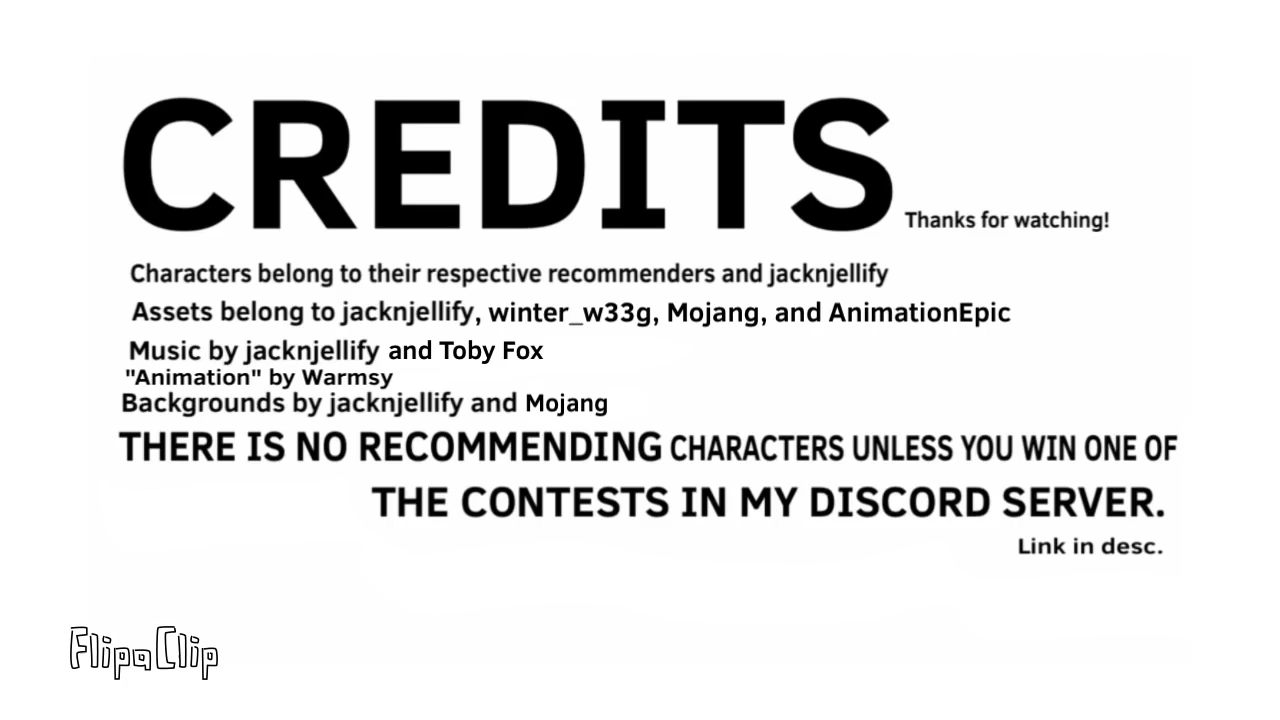 CREDITS Thanks for watching!
Characters belong to their respective recommenders and jacknjellify
Assets belong to jacknjellify, winter_w33g, Mojang, and AnimationEpic
Music by jacknjellify and Toby Fox
"Animation" by Warmsy
Backgrounds by jacknjellify and Mojang
THERE IS NO RECOMMENDING CHARACTERS UNLESS YOU WIN ONE OF
THE CONTESTS IN MY DISCORD SERVER.
Link in desc.
FlipaClip